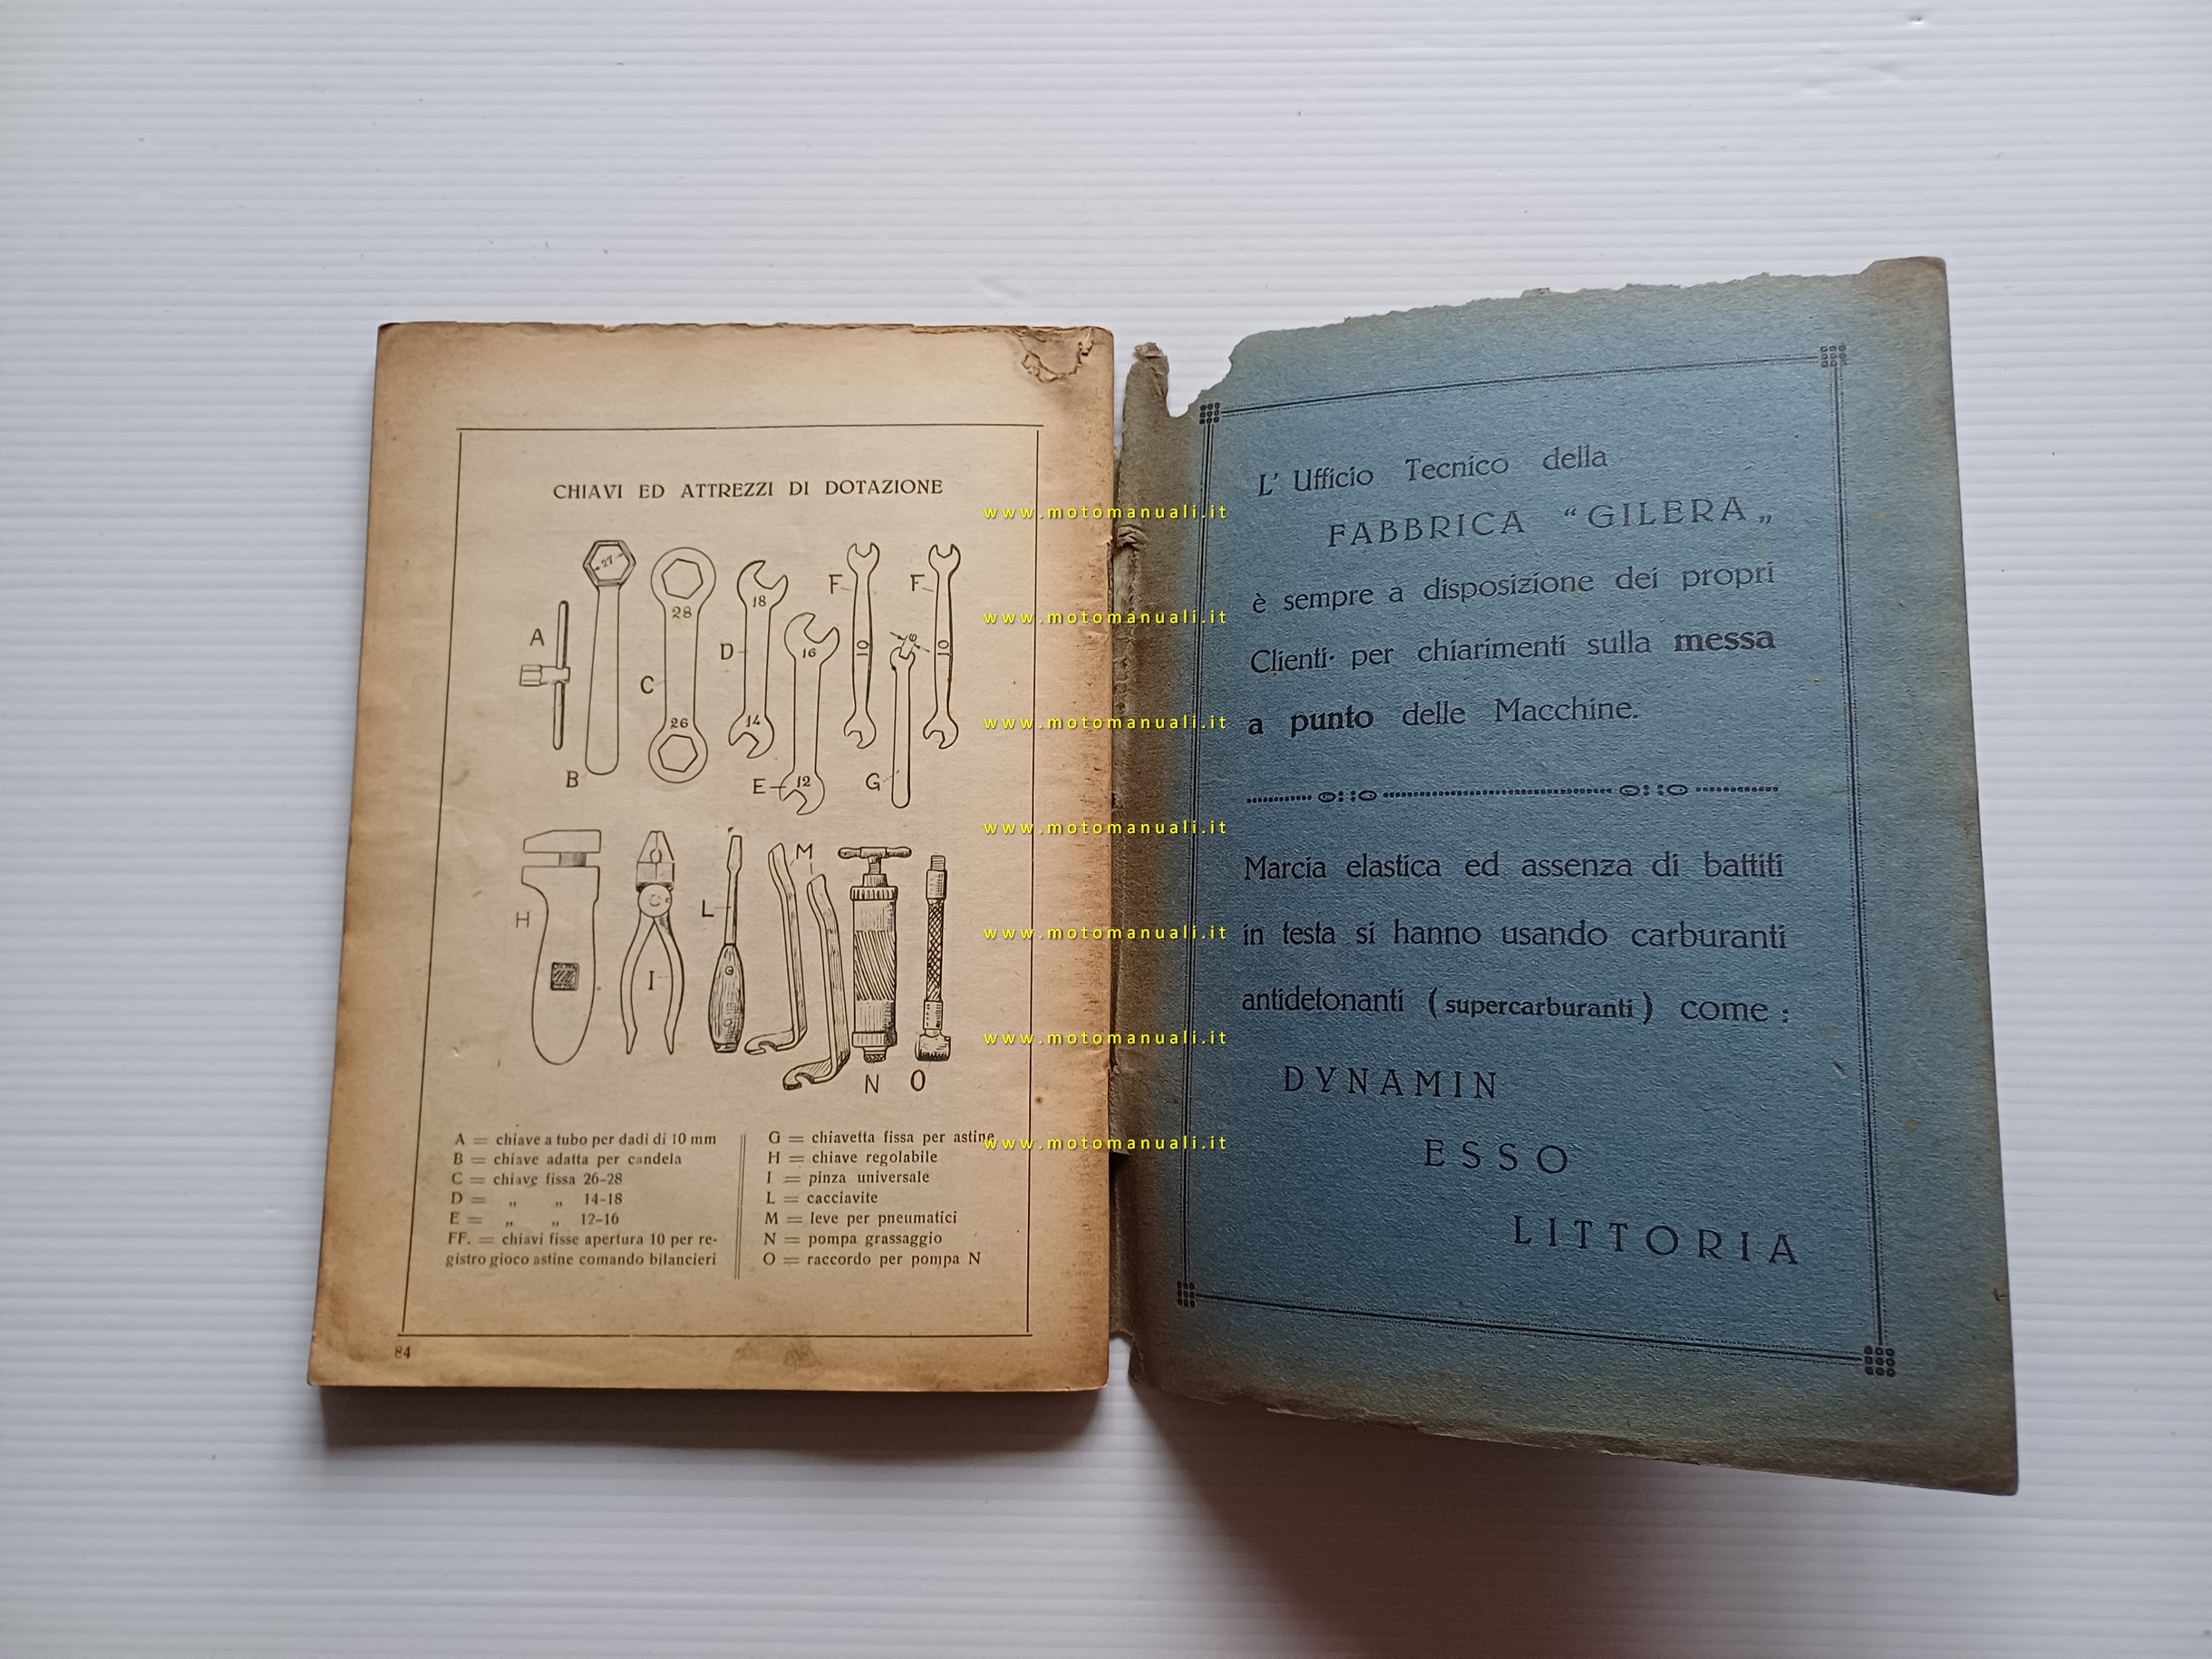 CHIAVI ED ATTREZZI DI DOTAZIONE
27
A
B
28
C
26
18
D
14
16
E
12
F
10
F
10
6
G
H
I
L
M
N
O
A = chiave a tubo per dadi di 10 mm
B = chiave adatta per candela
C = chiave fissa 26-28
D = „ „ 14-18
E = „ „ 12-16
FF. = chiavi fisse apertura 10 per re-
gistro gioco astine comando bilancieri
G = chiavetta fissa per astine
H = chiave regolabile
I = pinza universale
L = cacciavite
M = leve per pneumatici
N = pompa grassaggio
O = raccordo per pompa N
84
L' Ufficio Tecnico della
FABBRICA “GILERA„
è sempre a disposizione dei propri
Clienti· per chiarimenti sulla messa
a punto delle Macchine.
Marcia elastica ed assenza di battiti
in testa si hanno usando carburanti
antidetonanti (supercarburanti) come :
DYNAMIN
ESSO
LITTORIA
www.motomanuali.it
www.motomanuali.it
www.motomanuali.it
www.motomanuali.it
www.motomanuali.it
www.motomanuali.it
www.motomanuali.it